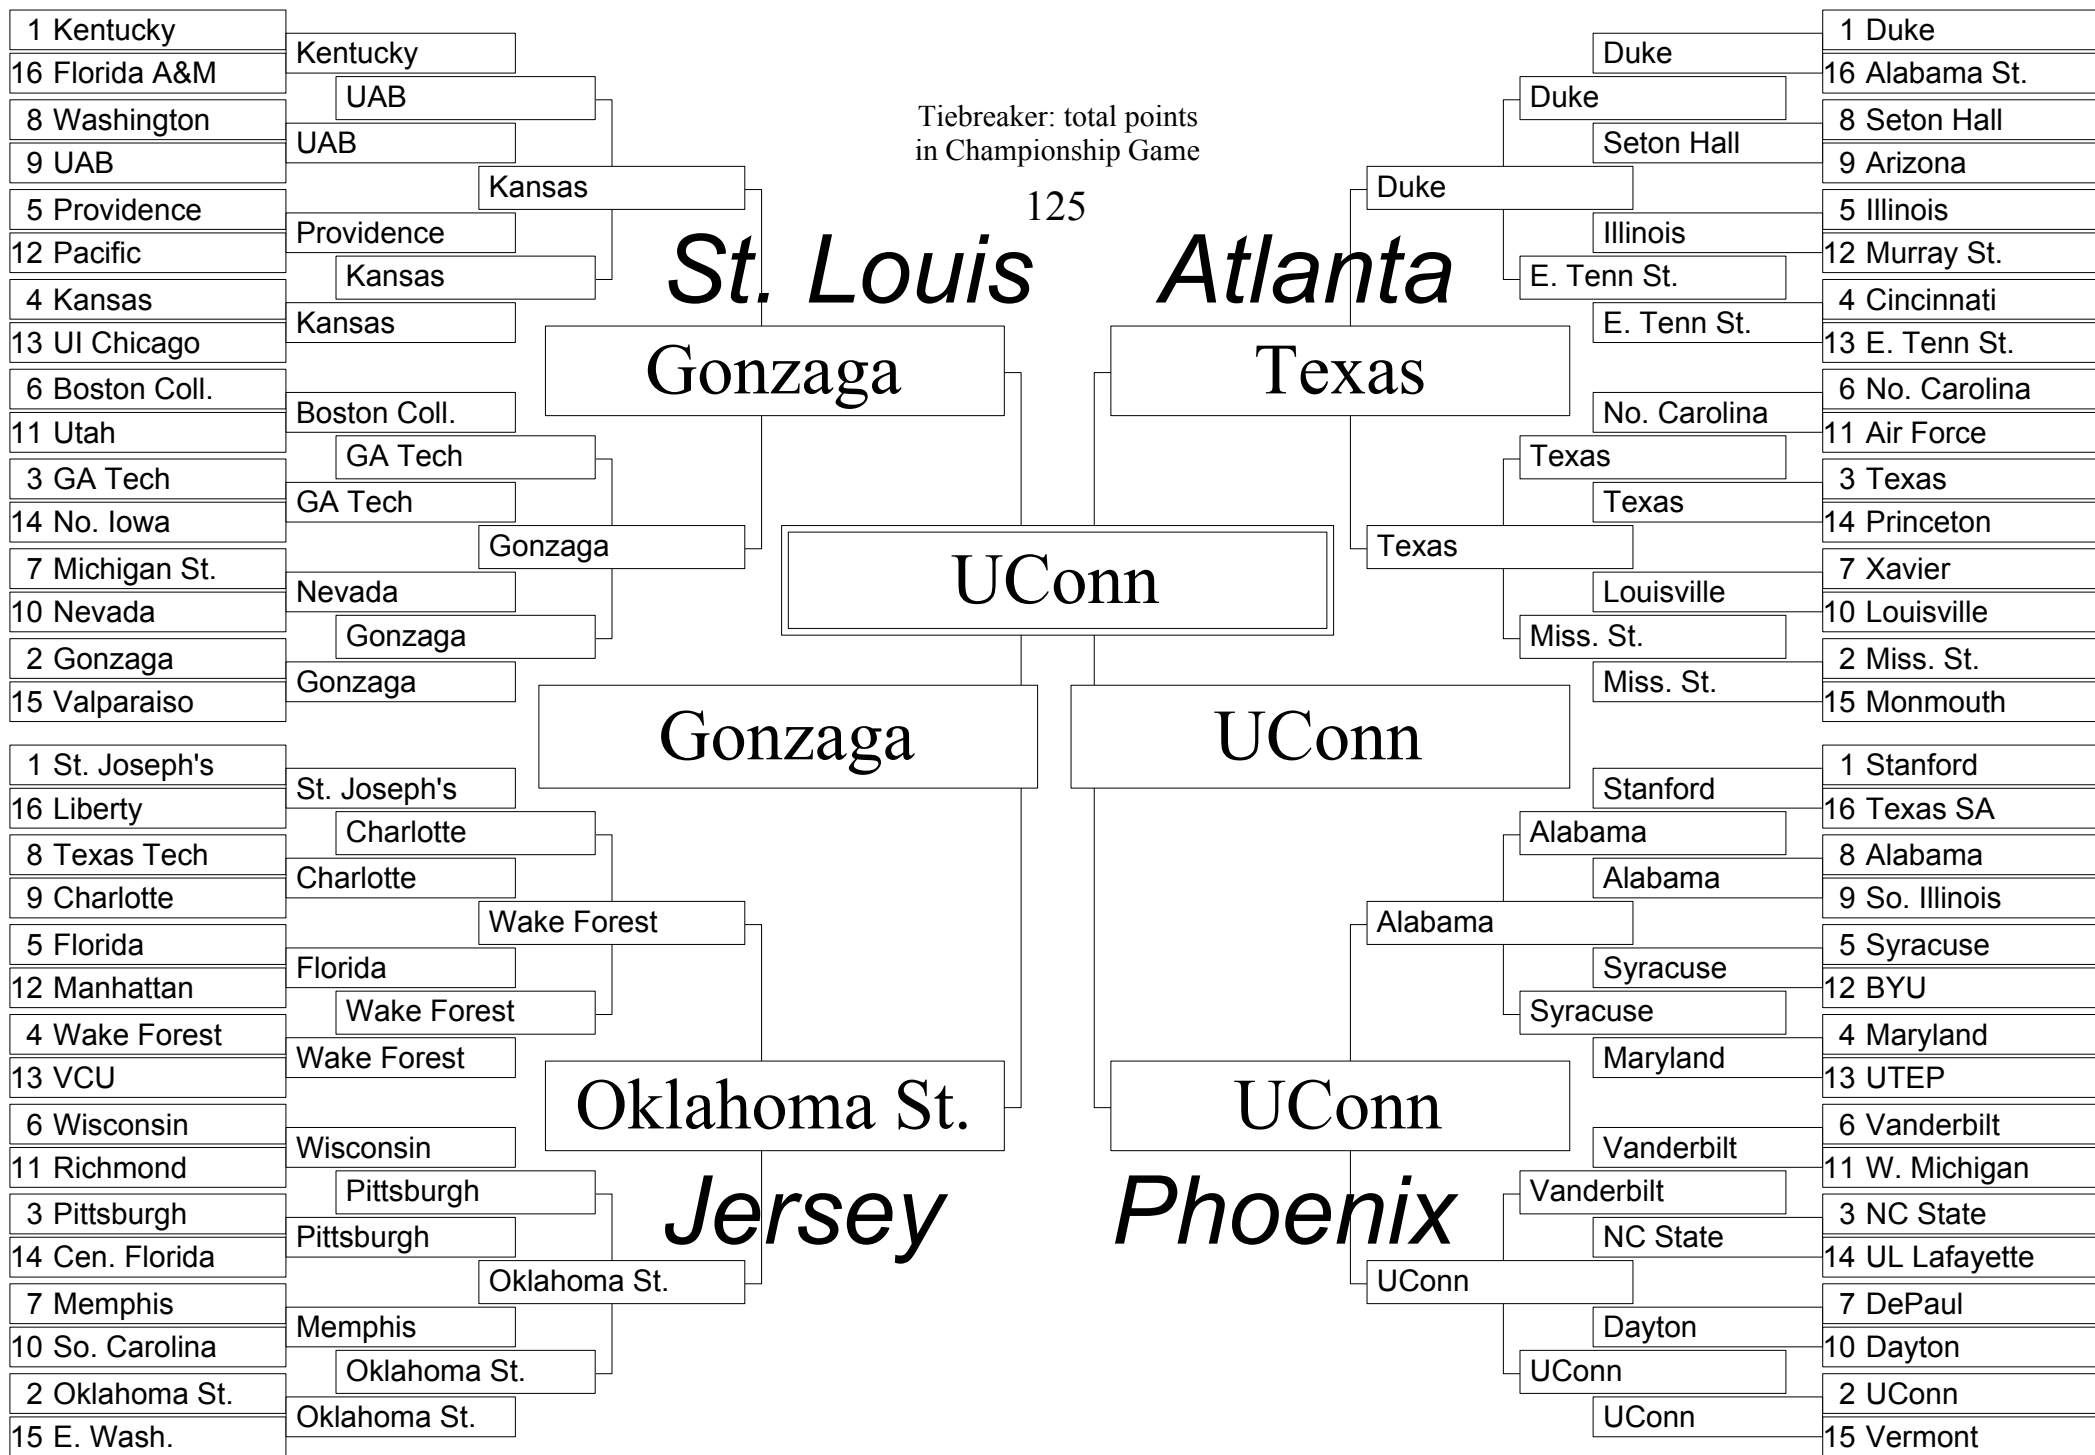 1 Kentucky
16 Florida A&M
8 Washington
9 UAB
5 Providence
12 Pacific
4 Kansas
13 UI Chicago
6 Boston Coll.
11 Utah
3 GA Tech
14 No. Iowa
7 Michigan St.
10 Nevada
2 Gonzaga
15 Valparaiso
Kentucky
UAB
Providence
Kansas
Boston Coll.
GA Tech
Nevada
Gonzaga
UAB
Kansas
GA Tech
Gonzaga
Kansas
Gonzaga
St. Louis
Gonzaga
1 St. Joseph's
16 Liberty
8 Texas Tech
9 Charlotte
5 Florida
12 Manhattan
4 Wake Forest
13 VCU
6 Wisconsin
11 Richmond
3 Pittsburgh
14 Cen. Florida
7 Memphis
10 So. Carolina
2 Oklahoma St.
15 E. Wash.
St. Joseph's
Charlotte
Florida
Wake Forest
Wisconsin
Pittsburgh
Memphis
Oklahoma St.
Charlotte
Wake Forest
Pittsburgh
Oklahoma St.
Wake Forest
Oklahoma St.
Oklahoma St.
Jersey
Tiebreaker: total points
in Championship Game
125
UConn
Gonzaga
UConn
Atlanta
Texas
Duke
Texas
Duke
E. Tenn St.
Texas
Miss. St.
Duke
Seton Hall
Illinois
E. Tenn St.
No. Carolina
Texas
Louisville
Miss. St.
1 Duke
16 Alabama St.
8 Seton Hall
9 Arizona
5 Illinois
12 Murray St.
4 Cincinnati
13 E. Tenn St.
6 No. Carolina
11 Air Force
3 Texas
14 Princeton
7 Xavier
10 Louisville
2 Miss. St.
15 Monmouth
UConn
Phoenix
Alabama
UConn
Alabama
Syracuse
Vanderbilt
UConn
Stanford
Alabama
Syracuse
Maryland
Vanderbilt
NC State
Dayton
UConn
1 Stanford
16 Texas SA
8 Alabama
9 So. Illinois
5 Syracuse
12 BYU
4 Maryland
13 UTEP
6 Vanderbilt
11 W. Michigan
3 NC State
14 UL Lafayette
7 DePaul
10 Dayton
2 UConn
15 Vermont